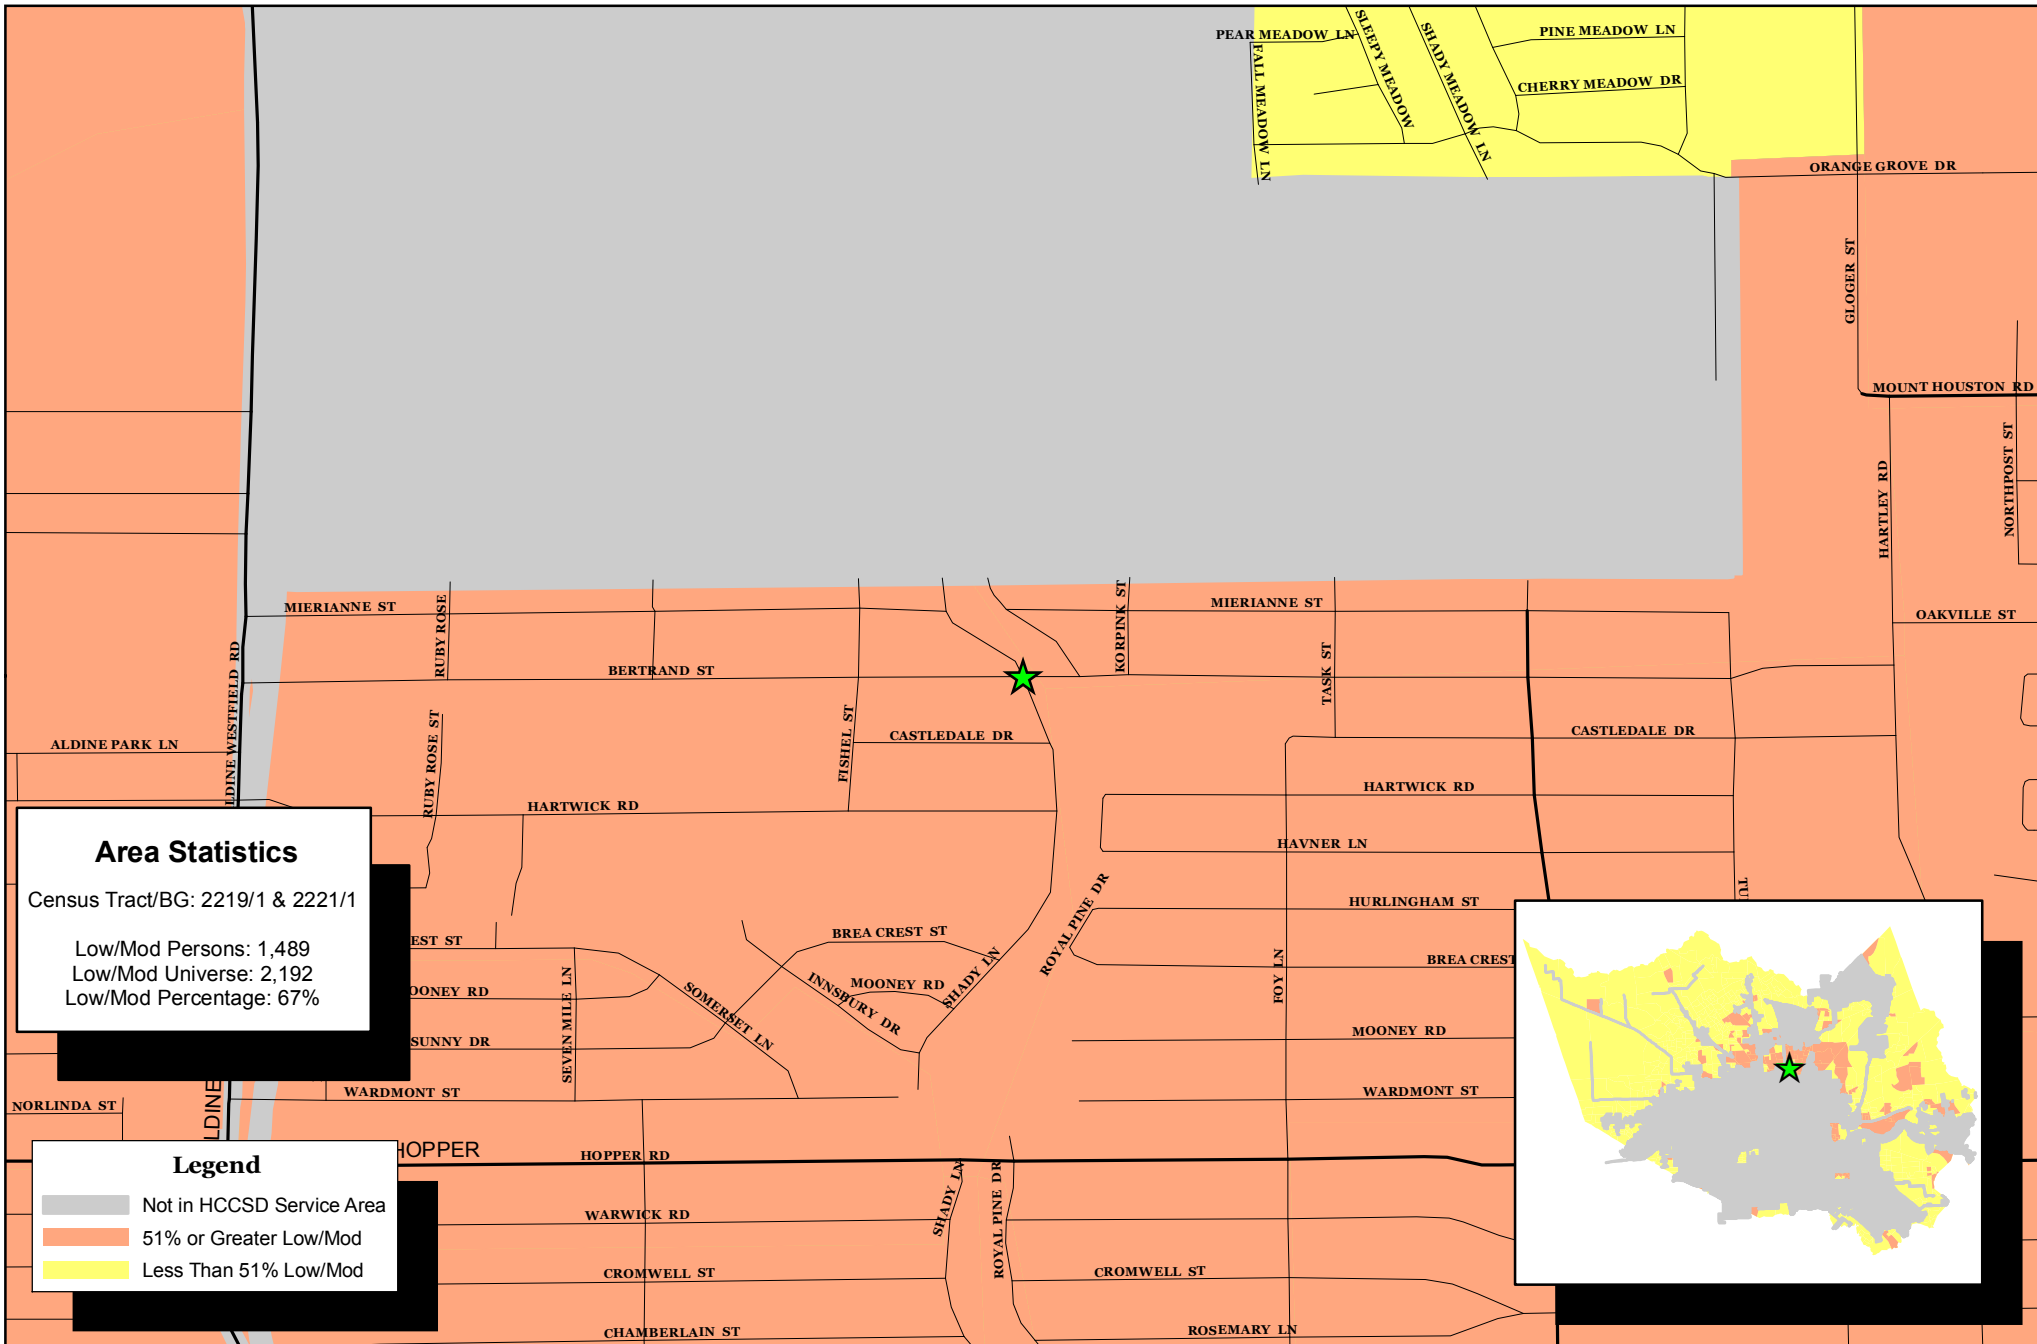 PEAR MEADOW LN
SLEEPY MEADOW
SHADY MEADOW LN
PINE MEADOW LN
FALL MEADOW LN
CHERRY MEADOW DR
ORANGE GROVE DR
GLOGER ST
MOUNT HOUSTON RD
HARTLEY RD
NORTHPOST ST
MIERIANNE ST
RUBY ROSE
KORPINK ST
MIERIANNE ST
OAKVILLE ST
BERTRAND ST
TASK ST
LDINE WESTFIELD RD
ALDINE PARK LN
RUBY ROSE ST
FISHEL ST
CASTLEDALE DR
CASTLEDALE DR
HARTWICK RD
HARTWICK RD
HAVNER LN
TU
ROYAL PINE DR
HURLINGHAM ST
Area Statistics
Census Tract/BG: 2219/1 & 2221/1
Low/Mod Persons: 1,489
Low/Mod Universe: 2,192
Low/Mod Percentage: 67%
EST ST
BREA CREST ST
BREA CREST
OONEY RD
SEVEN MILE LN
SOMERSET LN
INNSBURY DR
MOONEY RD
SHADY LN
FOY LN
SUNNY DR
MOONEY RD
WARDMONT ST
WARDMONT ST
NORLINDA ST
LDINE
HOPPER
HOPPER RD
Legend
Not in HCCSD Service Area
51% or Greater Low/Mod
Less Than 51% Low/Mod
SHADY LN
ROYAL PINE DR
WARWICK RD
CROMWELL ST
CROMWELL ST
CHAMBERLAIN ST
ROSEMARY LN